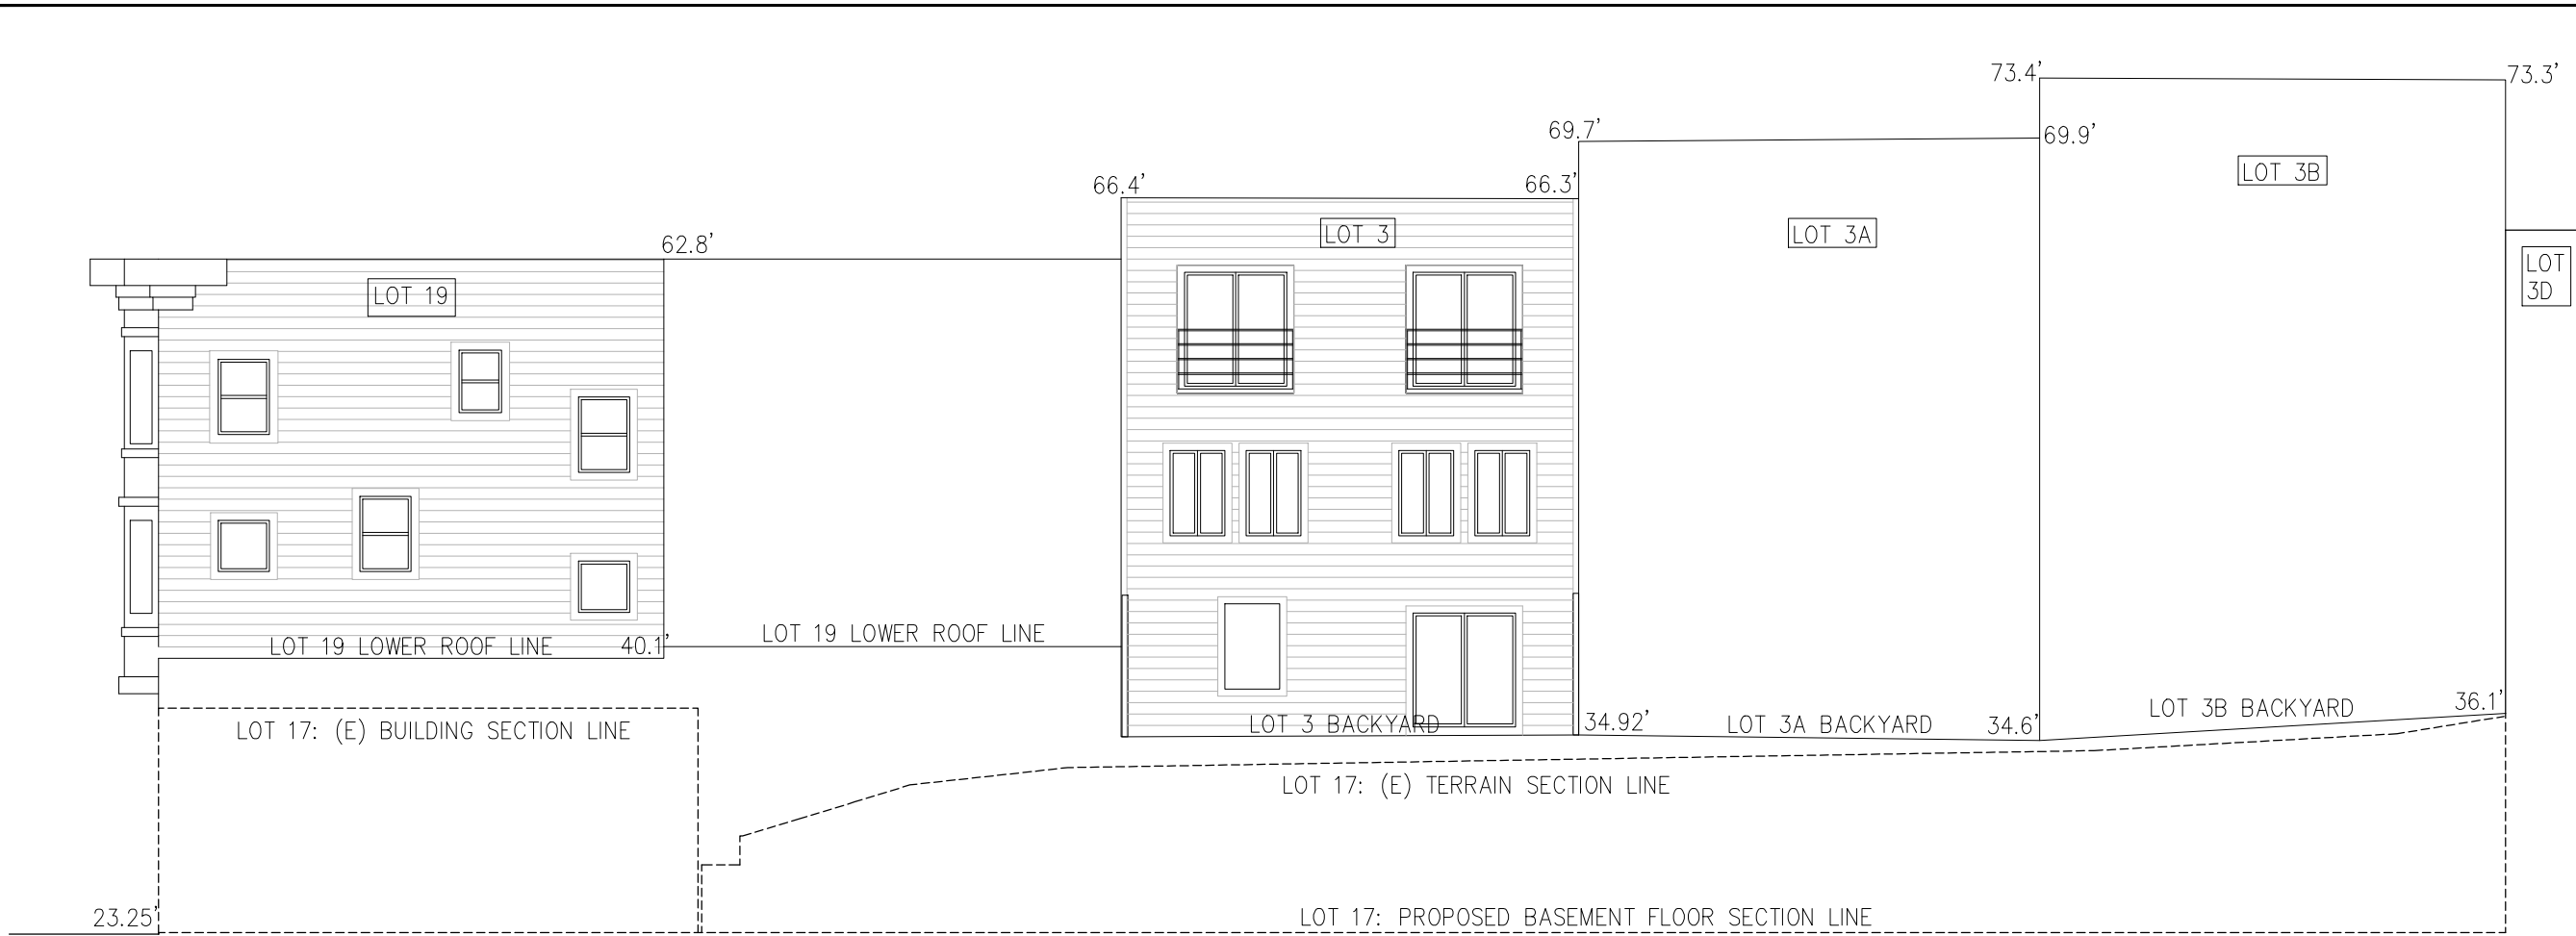 73.4'
73.3'
69.7'
69.9'
LOT 3B
66.4'
66.3'
LOT 3
LOT 3A
62.8'
LOT
3D
LOT 19
LOT 19 LOWER ROOF LINE
40.1'
LOT 19 LOWER ROOF LINE
LOT 3 BACKYARD
34.92'
LOT 3A BACKYARD
34.6'
LOT 3B BACKYARD
36.1'
LOT 17: (E) BUILDING SECTION LINE
LOT 17: (E) TERRAIN SECTION LINE
23.25'
LOT 17: PROPOSED BASEMENT FLOOR SECTION LINE